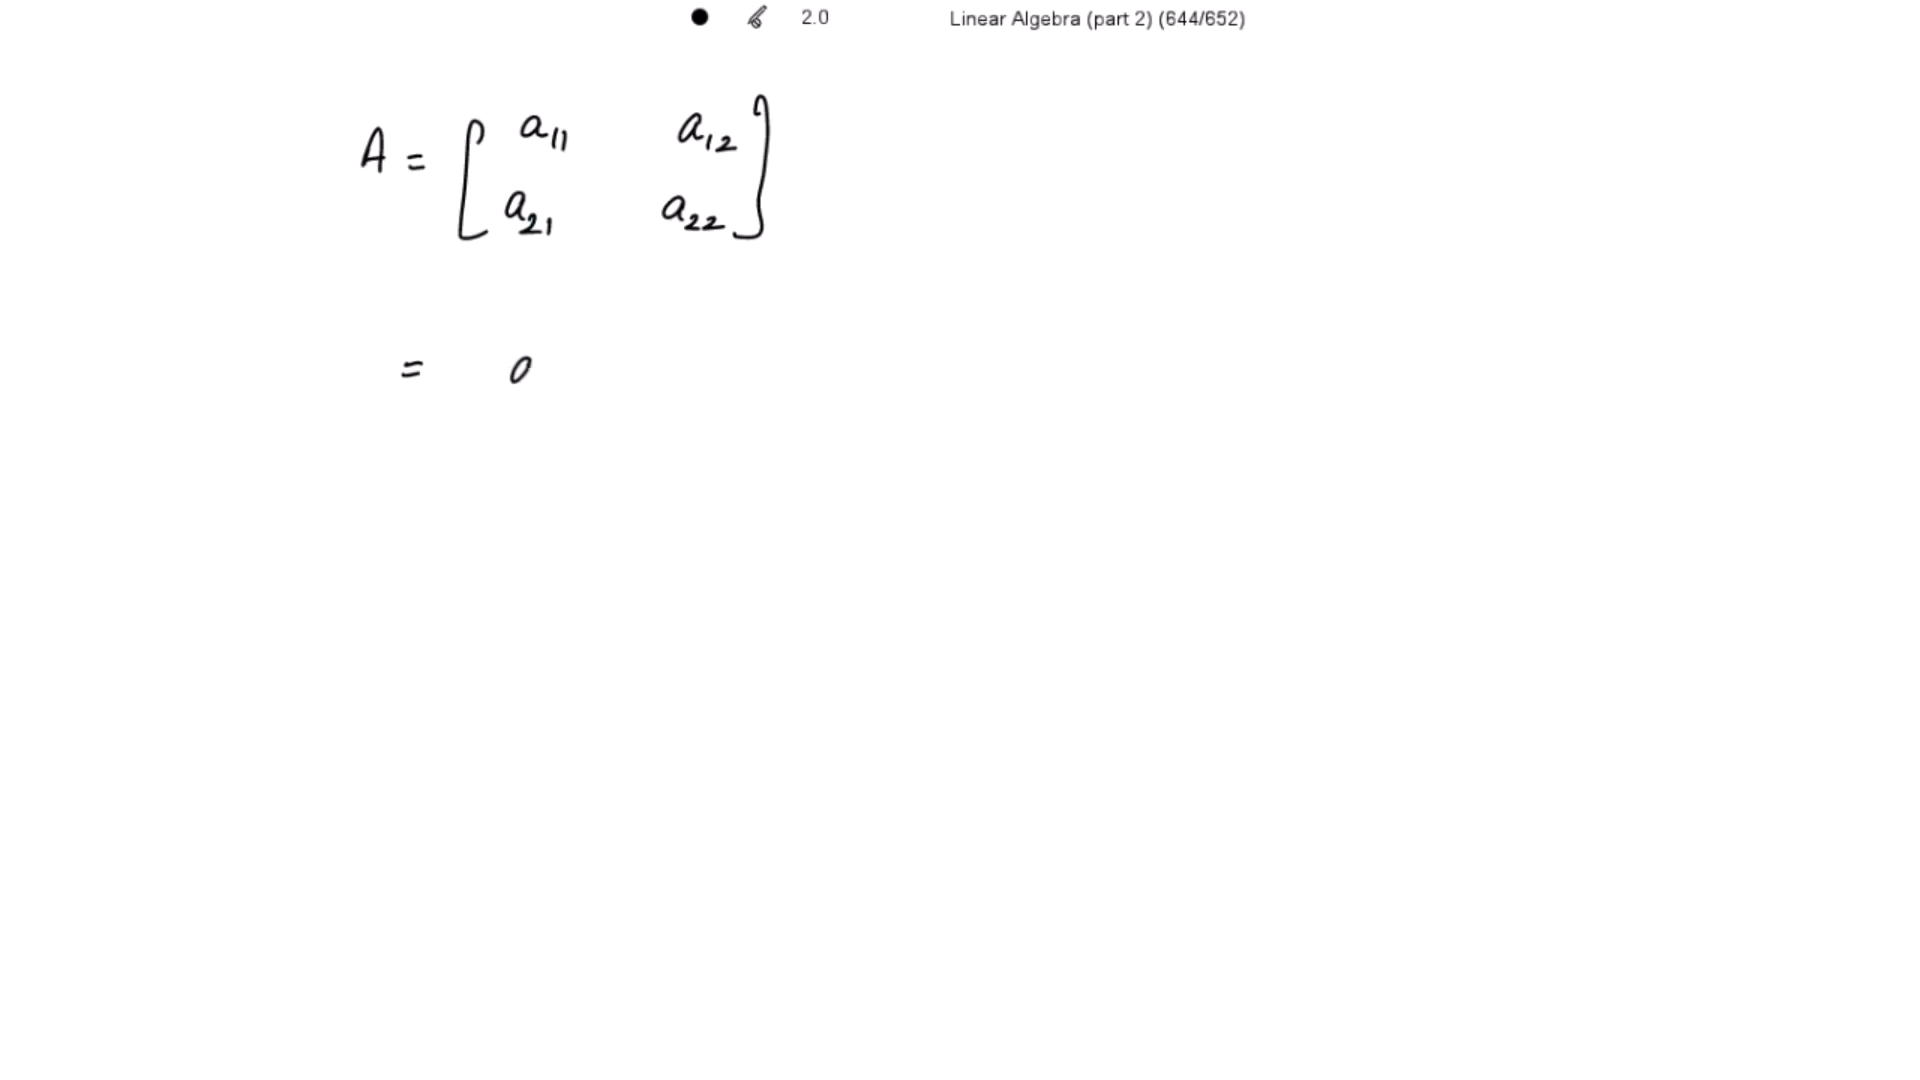 2.0 Linear Algebra (part 2) (644/652)
A = [ a₁₁ a₁₂
a₂₁ a₂₂ ]
= 0